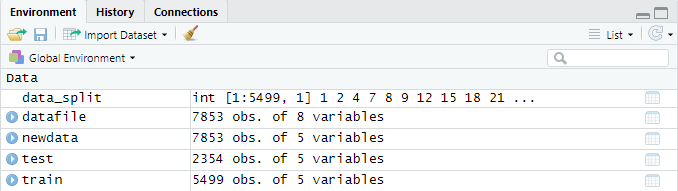 Environment History Connections
Import Dataset List
Global Environment
Data
data_split int [1:5499, 1] 1 2 4 7 8 9 12 15 18 21 ...
datafile 7853 obs. of 8 variables
newdata 7853 obs. of 5 variables
test 2354 obs. of 5 variables
train 5499 obs. of 5 variables